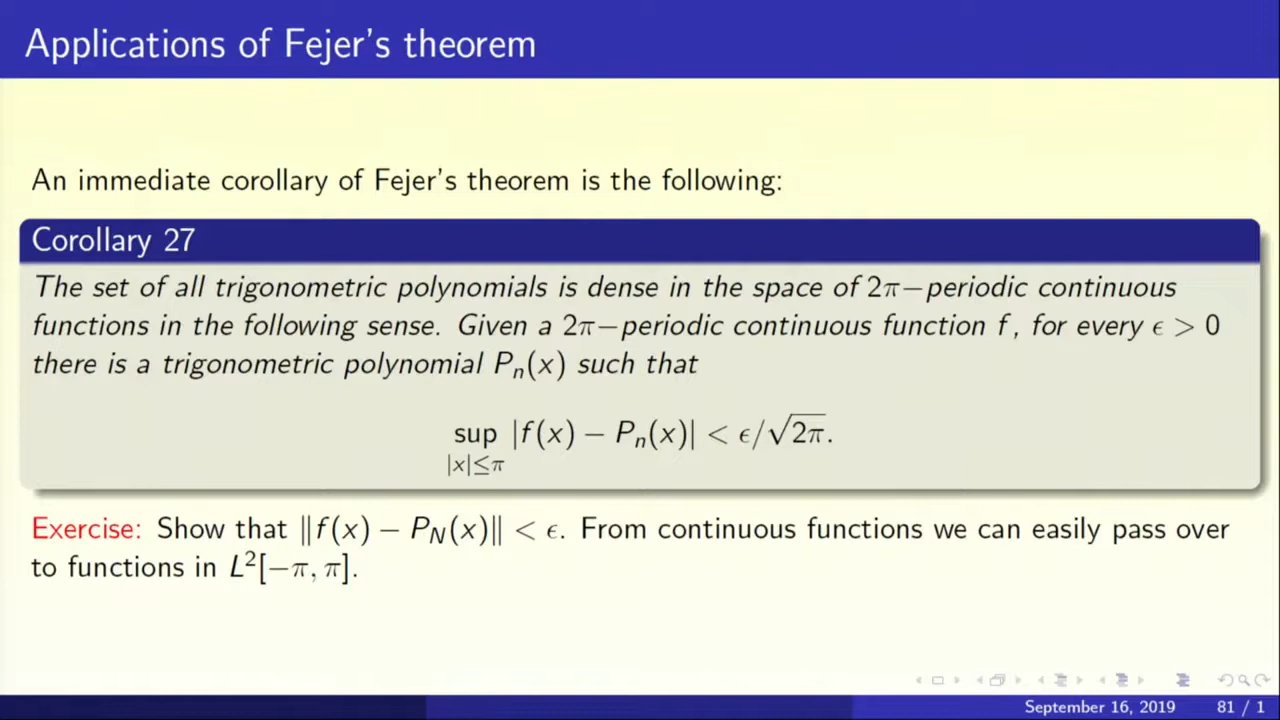 Applications of Fejer's theorem
An immediate corollary of Fejer's theorem is the following:
Corollary 27
The set of all trigonometric polynomials is dense in the space of 2π−periodic continuous
functions in the following sense. Given a 2π−periodic continuous function f, for every ϵ > 0
there is a trigonometric polynomial Pₙ(x) such that
sup |f(x) − Pₙ(x)| < ϵ/√2π.
|x|≤π
Exercise: Show that ‖f(x) − P_N(x)‖ < ϵ. From continuous functions we can easily pass over
to functions in L²[−π, π].
September 16, 2019 81 / 1